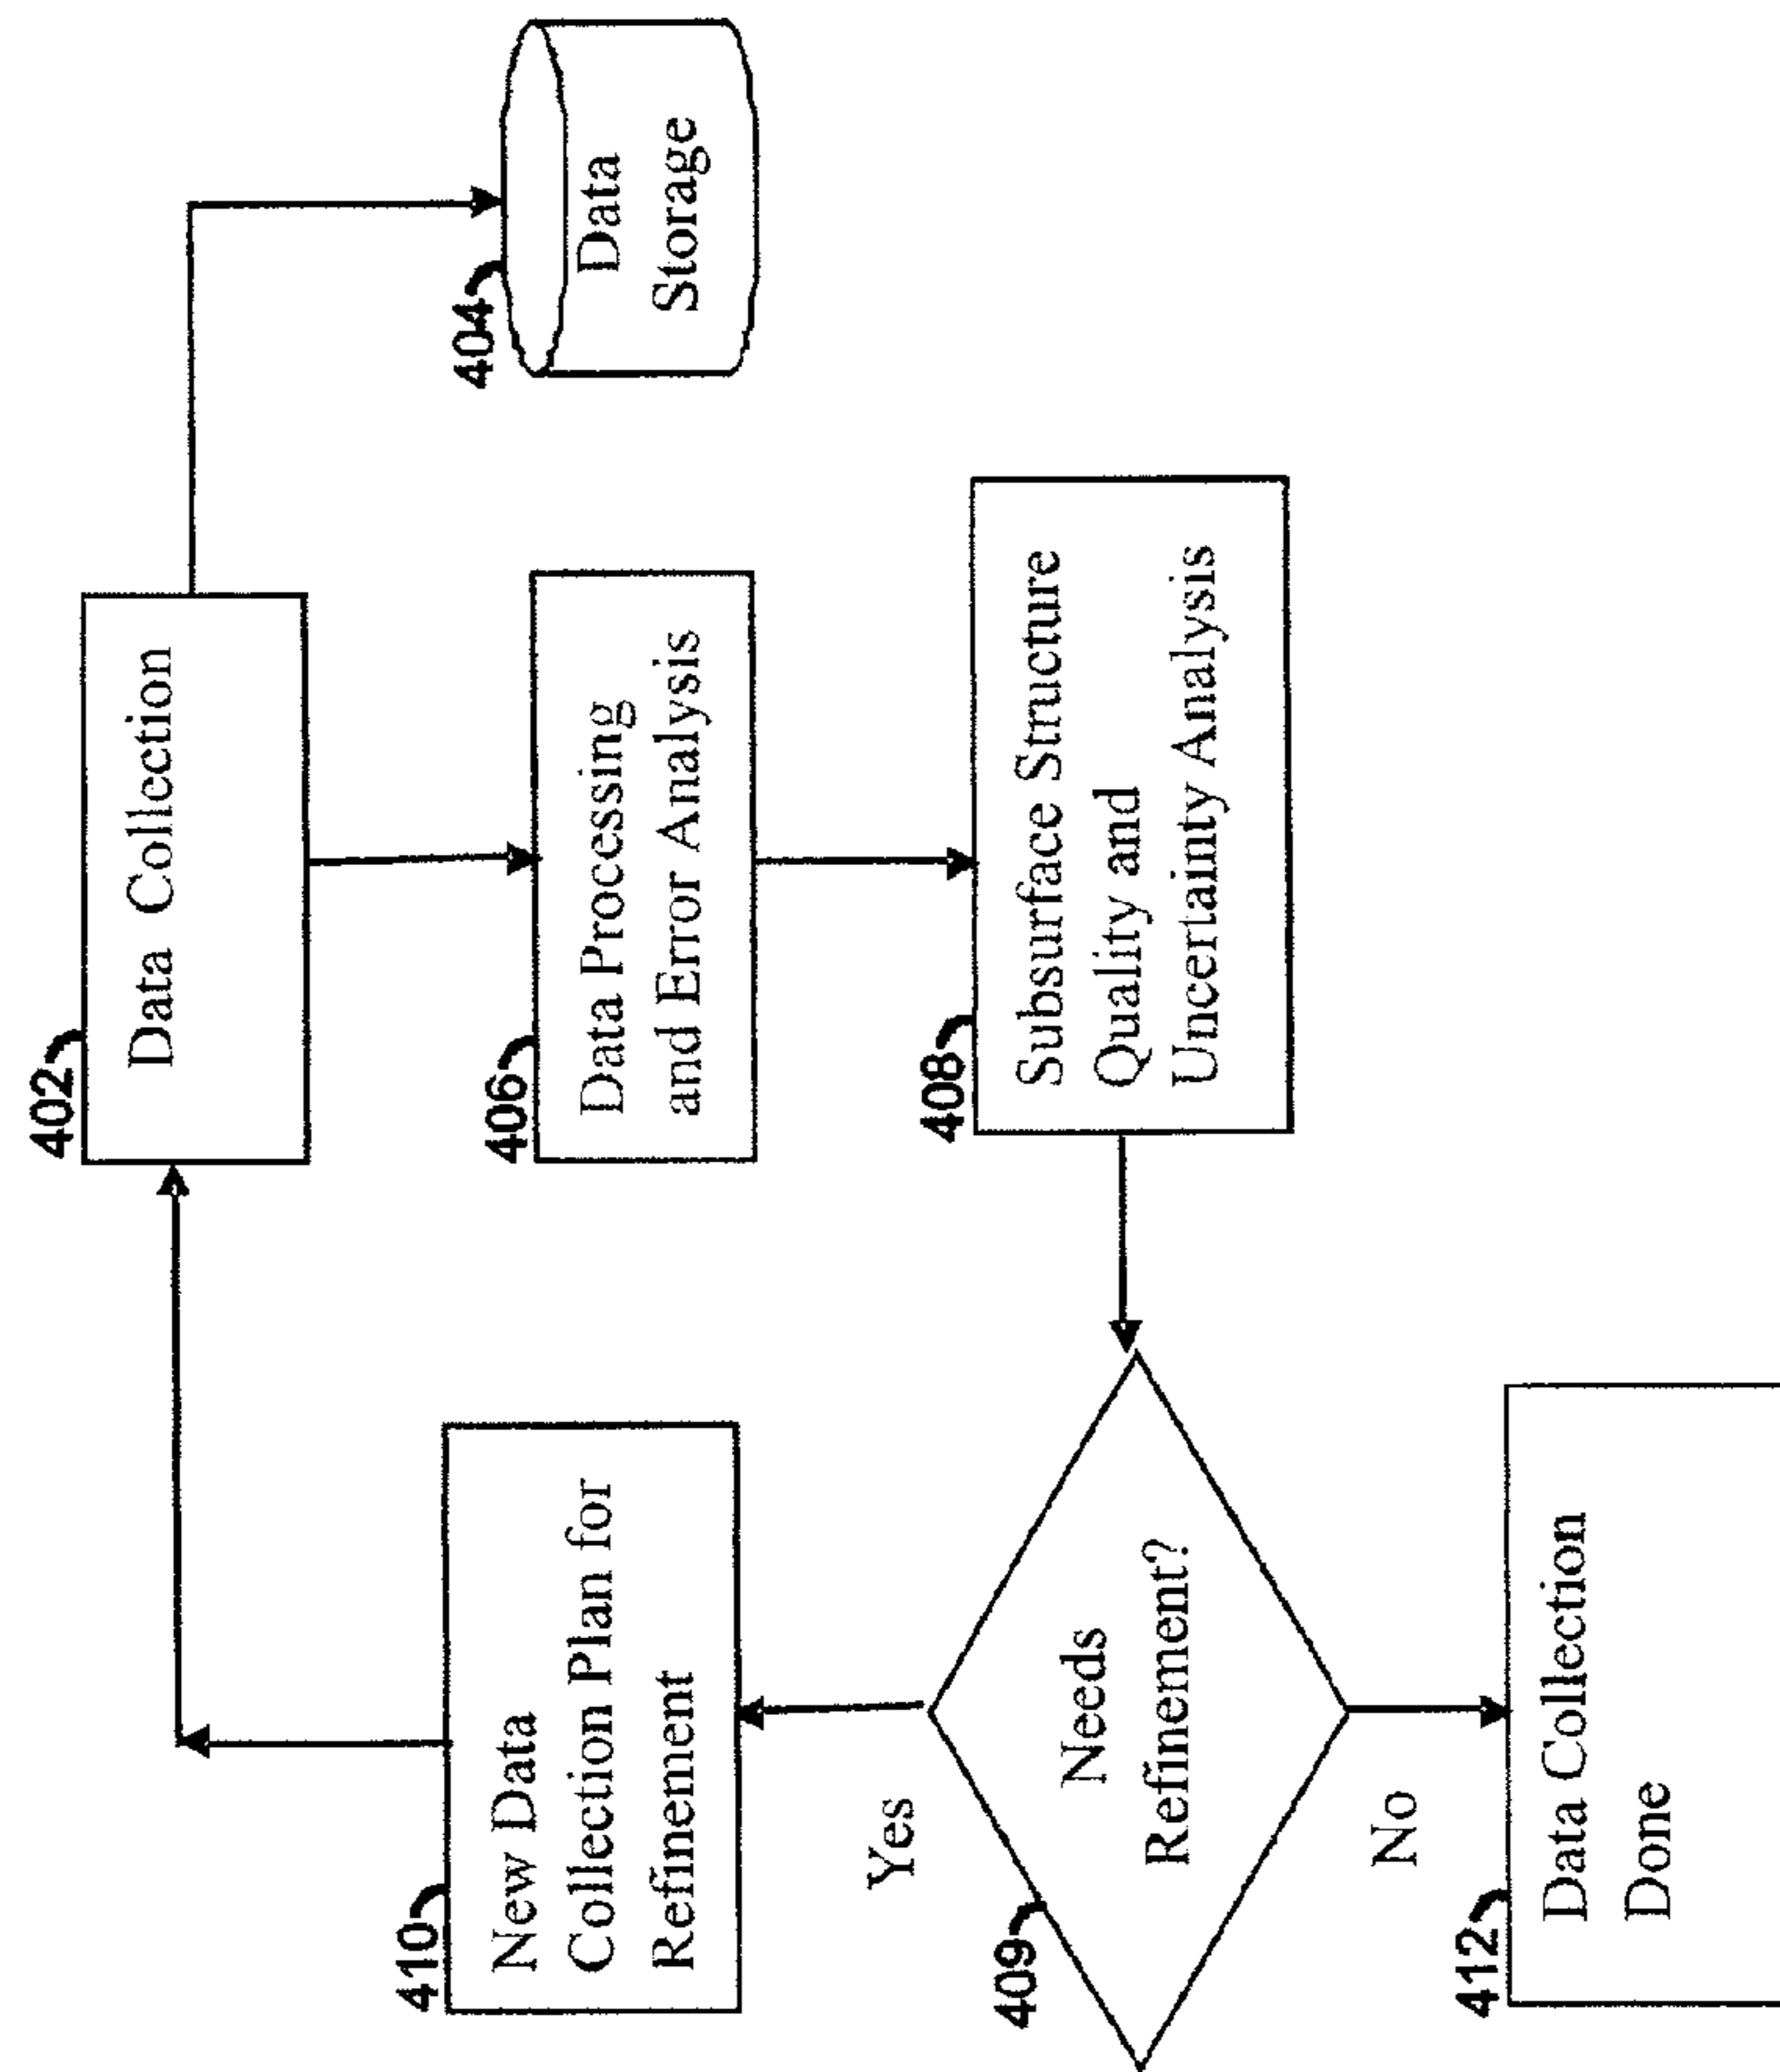 402
Data Collection
404
Data
Storage
406
Data Processing
and Error Analysis
408
Subsurface Structure
Quality and
Uncertainty Analysis
409
Needs
Refinement?
Yes
410
New Data
Collection Plan for
Refinement
No
412
Data Collection
Done